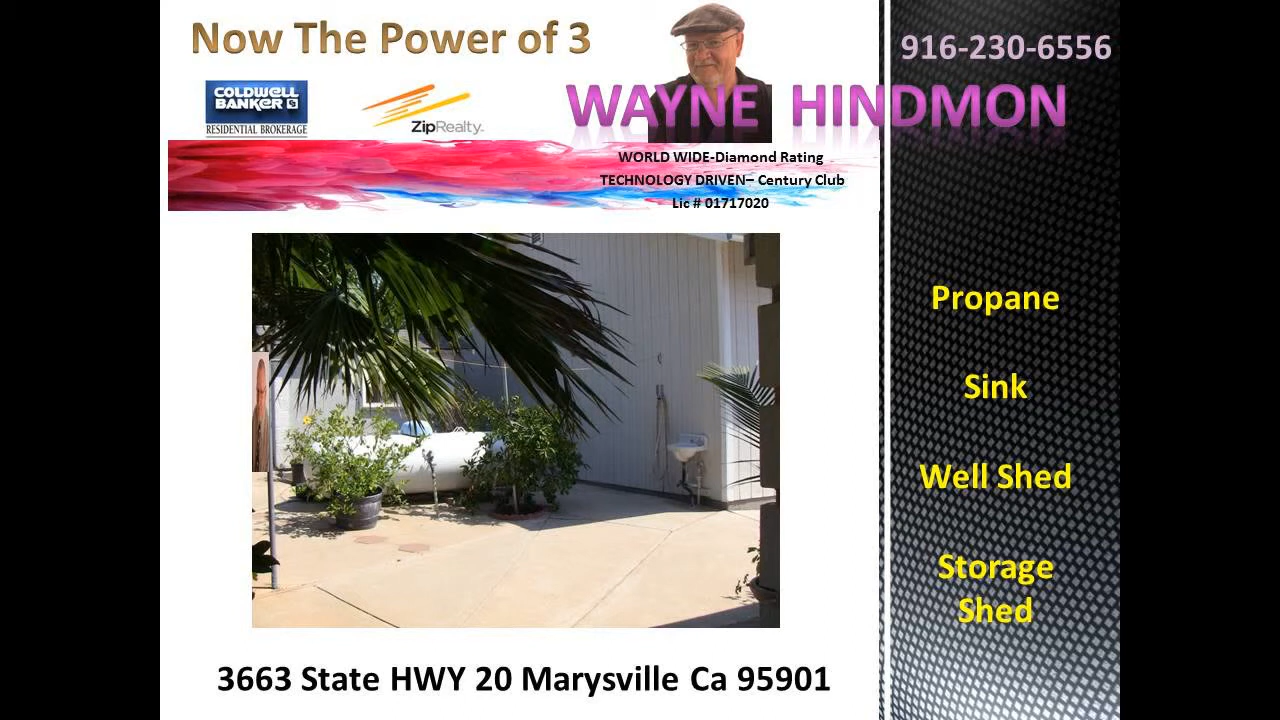 Now The Power of 3
COLDWELL
BANKER
RESIDENTIAL BROKERAGE
ZipRealty
WAYNE HINDMON
916-230-6556
WORLD WIDE-Diamond Rating
TECHNOLOGY DRIVEN– Century Club
Lic # 01717020
Propane
Sink
Well Shed
Storage
Shed
3663 State HWY 20 Marysville Ca 95901